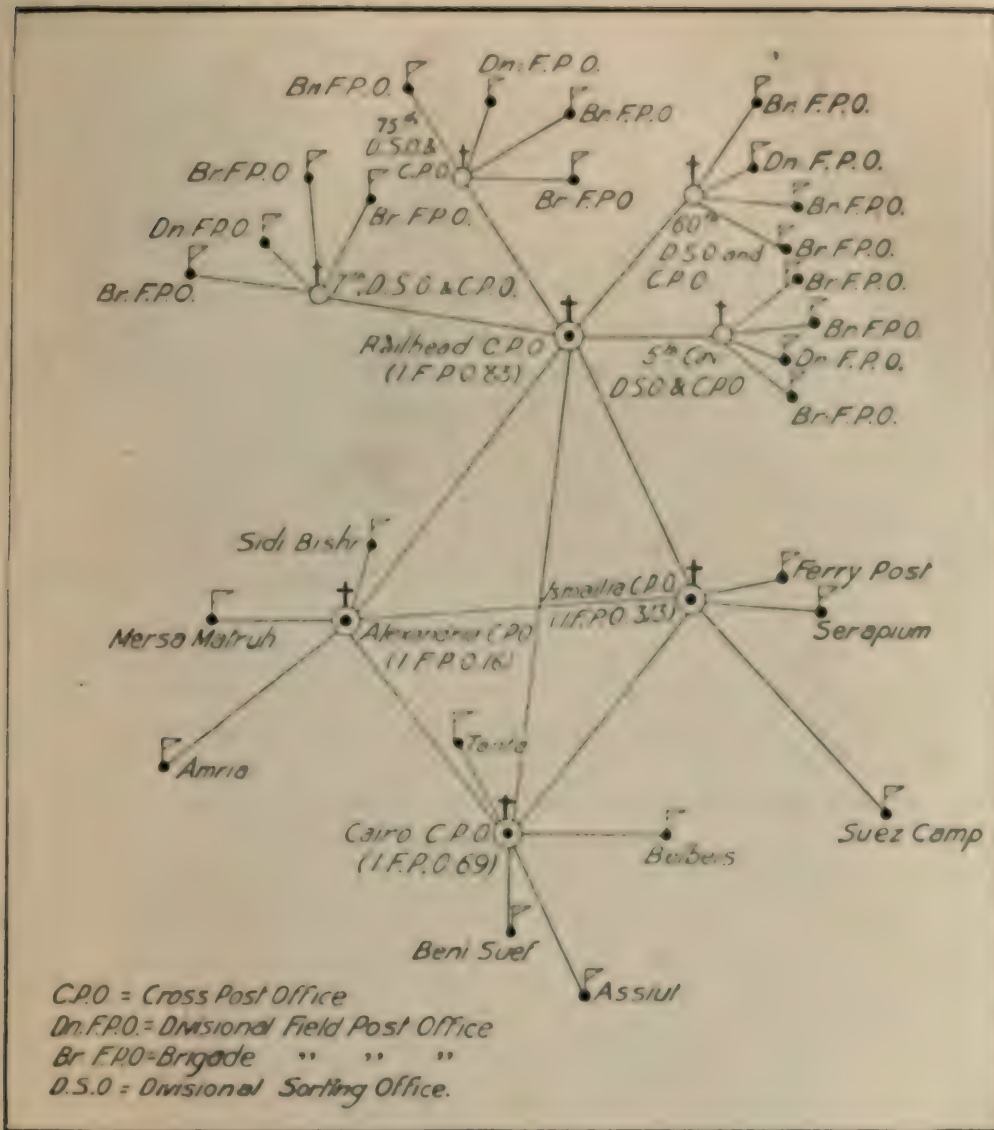 Dn. F.P.O.
Bn F.P.O.
Br. F.P.O
Br. F.P.O.
75th
D.S.O &
C.P.O
Br. F.P.O
Br. F.P.O
Br. F.P.O.
Dn. F.P.O.
Br. F.P.O.
Br. F.P.O.
60th
D.S.O and
C.P.O
Dn. F.P.O
Br. F.P.O.
7th D.S.O & C.P.O.
Br. F.P.O.
Br. F.P.O.
Dn F.P.O.
Br. F.P.O.
5th Cav
D.S.O & C.P.O
Railhead C.P.O
(I.F.P.O 83)
Sidi Bishr
Mersa Matruh
Amria
Alexandria C.P.O
(I.F.P.O 16)
Ismailia C.P.O
(I.F.P.O 313)
Ferry Post
Serapium
Suez Camp
Tanta
Cairo C.P.O
(I.F.P.O 69)
Belbeis
Beni Suef
Assiut
C.P.O = Cross Post Office
Dn. F.P.O. = Divisional Field Post Office
Br F.P.O = Brigade " " "
D.S.O = Divisional Sorting Office.